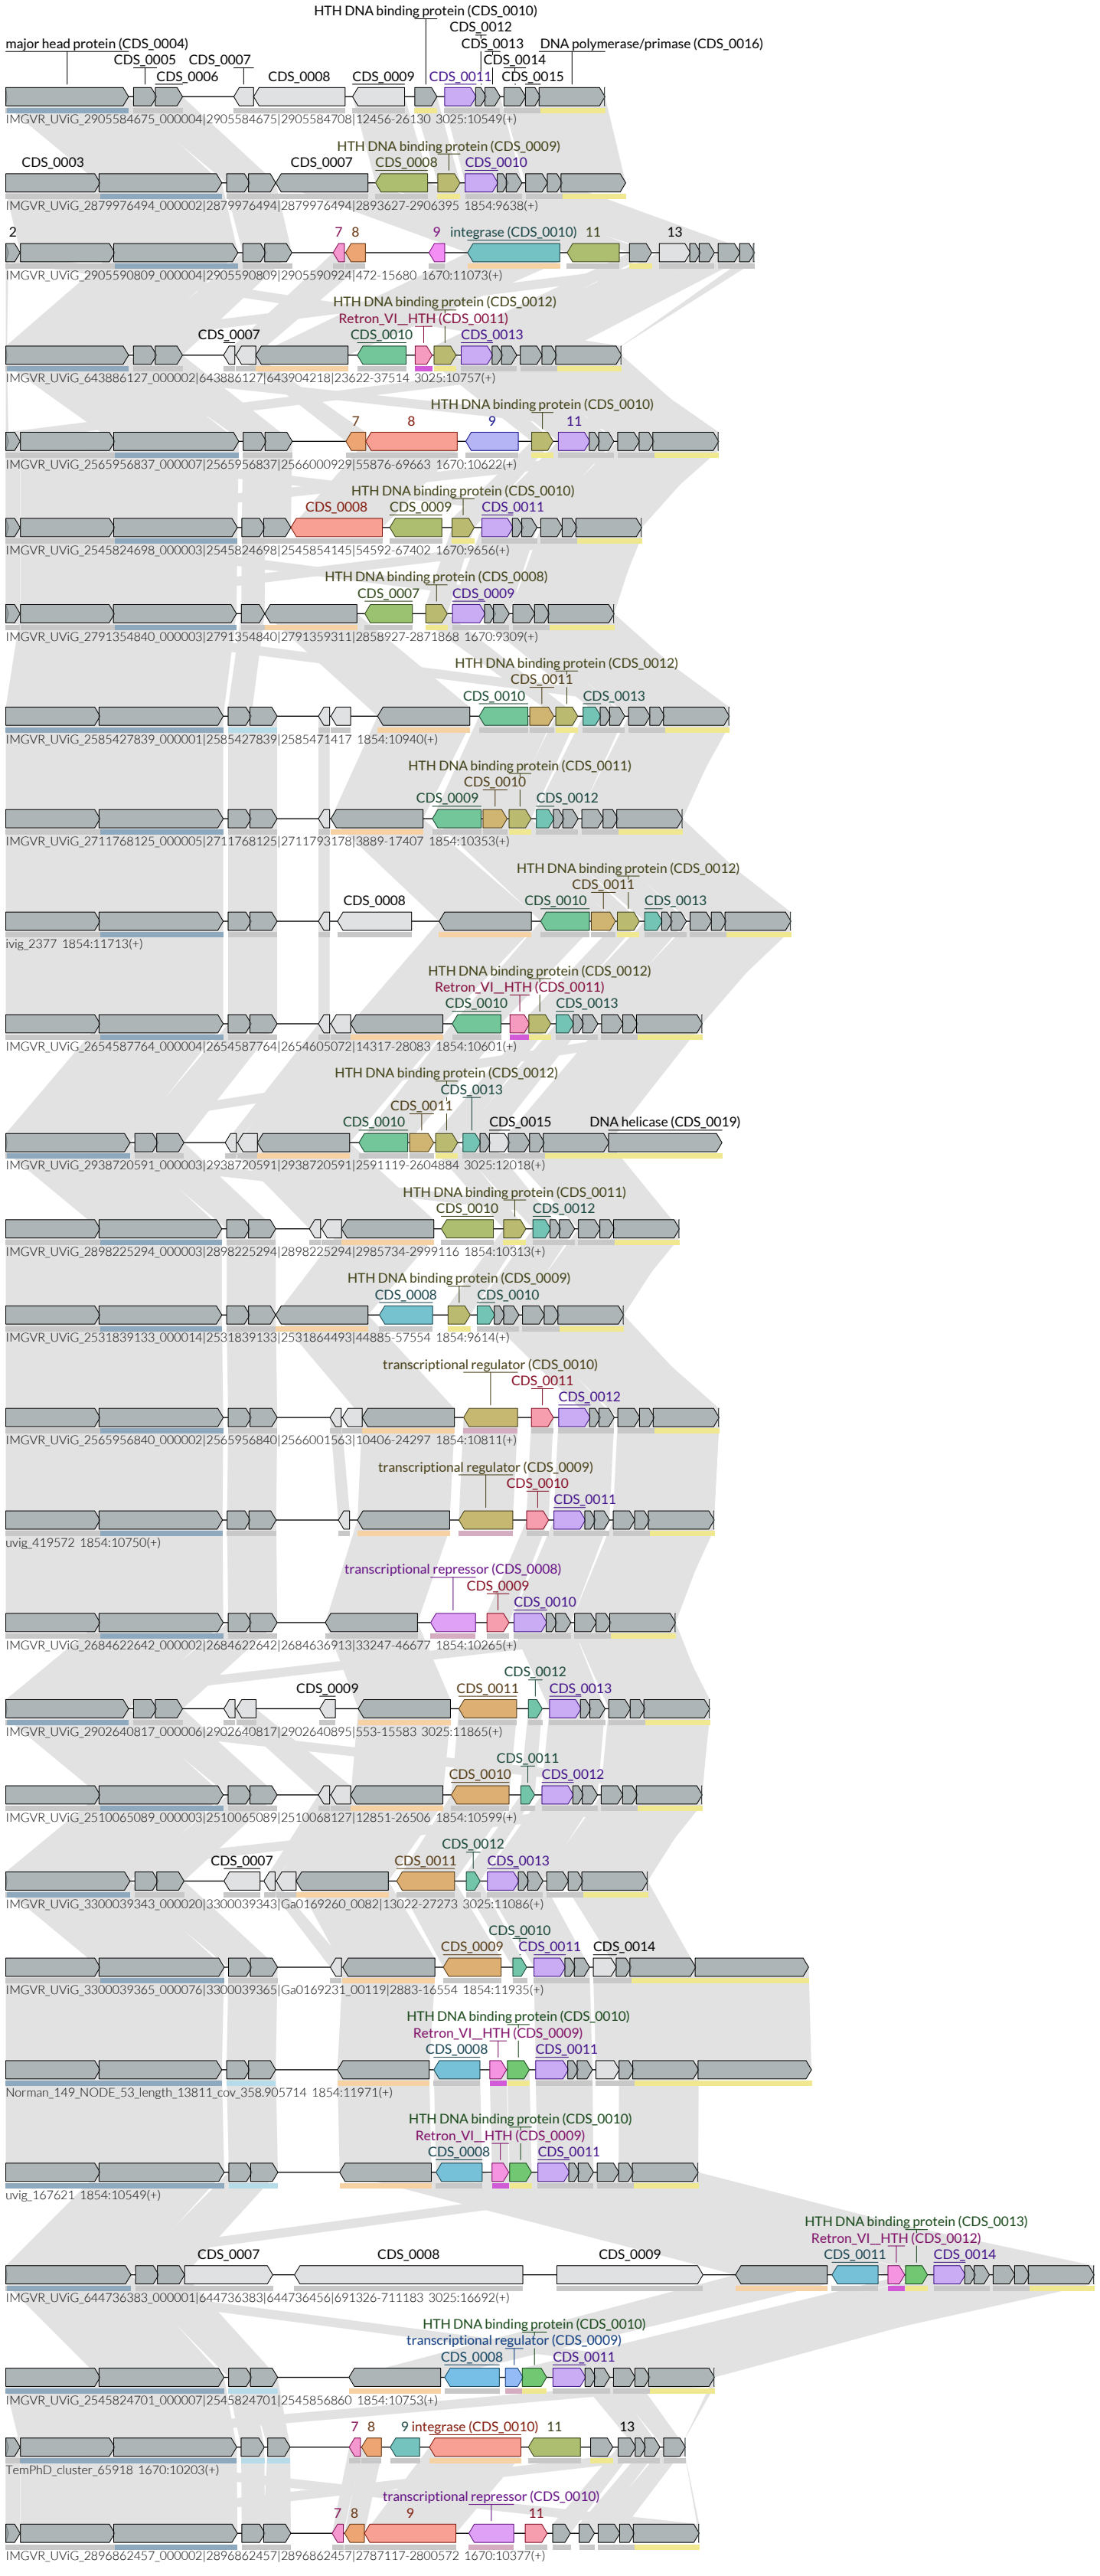 HTH DNA binding protein (CDS_0010)
CDS_0012
major head protein (CDS_0004) CDS_0013 DNA polymerase/primase (CDS_0016)
CDS_0005 CDS_0007 CDS_0014
CDS_0006 CDS_0008 CDS_0009 CDS_0011 CDS_0015
IMGVR_UViG_2905584675_000004|2905584675|2905584708|12456-26130 3025:10549(+)
HTH DNA binding protein (CDS_0009)
CDS_0003 CDS_0007 CDS_0008 CDS_0010
IMGVR_UViG_2879976494_000002|2879976494|2879976494|2893627-2906395 1854:9638(+)
2 7 8 9 integrase (CDS_0010) 11 13
IMGVR_UViG_2905590809_000004|2905590809|2905590924|472-15680 1670:11073(+)
HTH DNA binding protein (CDS_0012)
Retron_VI__HTH (CDS_0011)
CDS_0007 CDS_0010 CDS_0013
IMGVR_UViG_643886127_000002|643886127|643904218|23622-37514 3025:10757(+)
HTH DNA binding protein (CDS_0010)
7 8 9 11
IMGVR_UViG_2565956837_000007|2565956837|2566000929|55876-69663 1670:10622(+)
HTH DNA binding protein (CDS_0010)
CDS_0008 CDS_0009 CDS_0011
IMGVR_UViG_2545824698_000003|2545824698|2545854145|54592-67402 1670:9656(+)
HTH DNA binding protein (CDS_0008)
CDS_0007 CDS_0009
IMGVR_UViG_2791354840_000003|2791354840|2791359311|2858927-2871868 1670:9309(+)
HTH DNA binding protein (CDS_0012)
CDS_0011
CDS_0010 CDS_0013
IMGVR_UViG_2585427839_000001|2585427839|2585471417 1854:10940(+)
HTH DNA binding protein (CDS_0011)
CDS_0010
CDS_0009 CDS_0012
IMGVR_UViG_2711768125_000005|2711768125|2711793178|3889-17407 1854:10353(+)
HTH DNA binding protein (CDS_0012)
CDS_0011
CDS_0008 CDS_0010 CDS_0013
ivig_2377 1854:11713(+)
HTH DNA binding protein (CDS_0012)
Retron_VI__HTH (CDS_0011)
CDS_0010 CDS_0013
IMGVR_UViG_2654587764_000004|2654587764|2654605072|14317-28083 1854:10601(+)
HTH DNA binding protein (CDS_0012)
CDS_0013
CDS_0011
CDS_0010 CDS_0015 DNA helicase (CDS_0019)
IMGVR_UViG_2938720591_000003|2938720591|2938720591|2591119-2604884 3025:12018(+)
HTH DNA binding protein (CDS_0011)
CDS_0010 CDS_0012
IMGVR_UViG_2898225294_000003|2898225294|2898225294|2985734-2999116 1854:10313(+)
HTH DNA binding protein (CDS_0009)
CDS_0008 CDS_0010
IMGVR_UViG_2531839133_000014|2531839133|2531864493|44885-57554 1854:9614(+)
transcriptional regulator (CDS_0010)
CDS_0011
CDS_0012
IMGVR_UViG_2565956840_000002|2565956840|2566001563|10406-24297 1854:10811(+)
transcriptional regulator (CDS_0009)
CDS_0010
CDS_0011
uvig_419572 1854:10750(+)
transcriptional repressor (CDS_0008)
CDS_0009
CDS_0010
IMGVR_UViG_2684622642_000002|2684622642|2684636913|33247-46677 1854:10265(+)
CDS_0012
CDS_0009 CDS_0011 CDS_0013
IMGVR_UViG_2902640817_000006|2902640817|2902640895|553-15583 3025:11865(+)
CDS_0011
CDS_0010 CDS_0012
IMGVR_UViG_2510065089_000003|2510065089|2510068127|12851-26506 1854:10599(+)
CDS_0012
CDS_0007 CDS_0011 CDS_0013
IMGVR_UViG_3300039343_000020|3300039343|Ga0169260_0082|13022-27273 3025:11086(+)
CDS_0010
CDS_0009 CDS_0011 CDS_0014
IMGVR_UViG_3300039365_000076|3300039365|Ga0169231_00119|2883-16554 1854:11935(+)
HTH DNA binding protein (CDS_0010)
Retron_VI__HTH (CDS_0009)
CDS_0008 CDS_0011
Norman_149_NODE_53_length_13811_cov_358.905714 1854:11971(+)
HTH DNA binding protein (CDS_0010)
Retron_VI__HTH (CDS_0009)
CDS_0008 CDS_0011
uvig_167621 1854:10549(+)
HTH DNA binding protein (CDS_0013)
Retron_VI__HTH (CDS_0012)
CDS_0007 CDS_0008 CDS_0009 CDS_0011 CDS_0014
IMGVR_UViG_644736383_000001|644736383|644736456|691326-711183 3025:16692(+)
HTH DNA binding protein (CDS_0010)
transcriptional regulator (CDS_0009)
CDS_0008 CDS_0011
IMGVR_UViG_2545824701_000007|2545824701|2545856860 1854:10753(+)
7 8 9 integrase (CDS_0010) 11 13
TemPhD_cluster_65918 1670:10203(+)
transcriptional repressor (CDS_0010)
7 8 9 11
IMGVR_UViG_2896862457_000002|2896862457|2896862457|2787117-2800572 1670:10377(+)